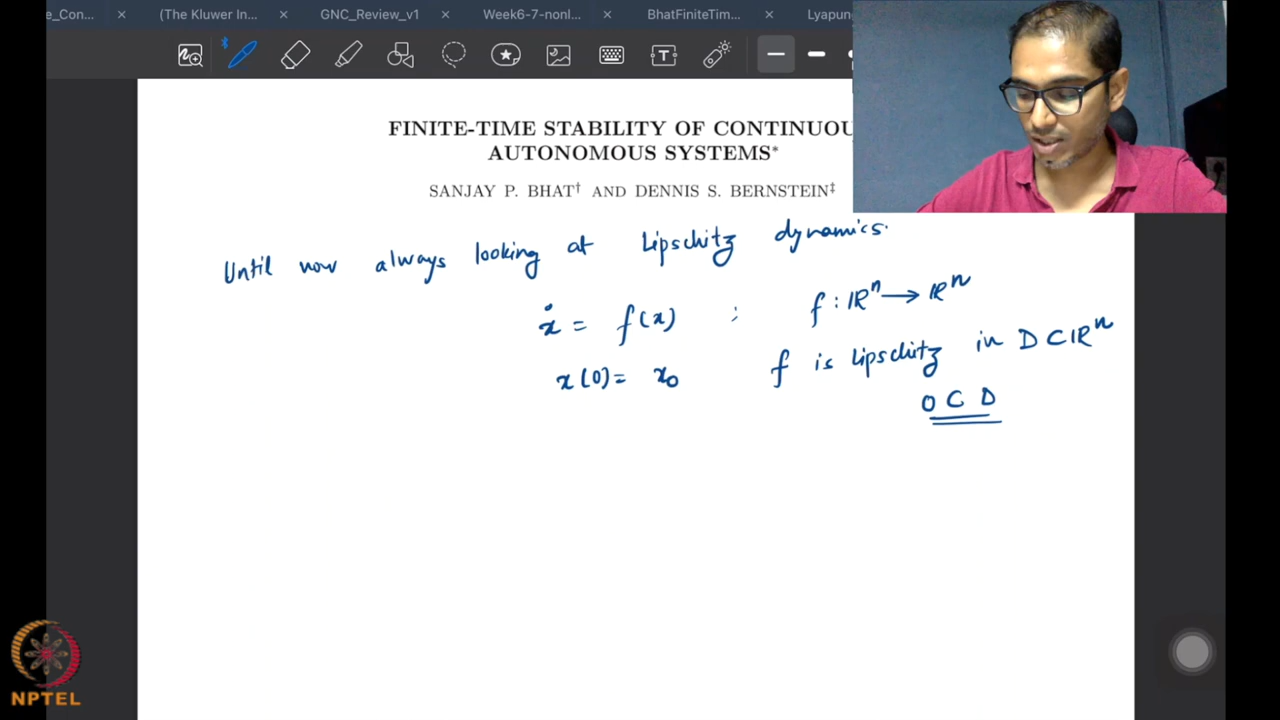 e_Con...
(The Kluwer In...
GNC_Review_v1
Week6-7-nonl...
BhatFiniteTim...
Lyapun
T
FINITE-TIME STABILITY OF CONTINUOU
AUTONOMOUS SYSTEMS*
SANJAY P. BHAT† AND DENNIS S. BERNSTEIN‡
Until now always looking at Lipschitz dynamics.
ẋ = f(x) ; f : ℝⁿ → ℝⁿ
x(0) = x₀ f is Lipschitz in D ⊂ ℝⁿ
0 ⊂ D
NPTEL